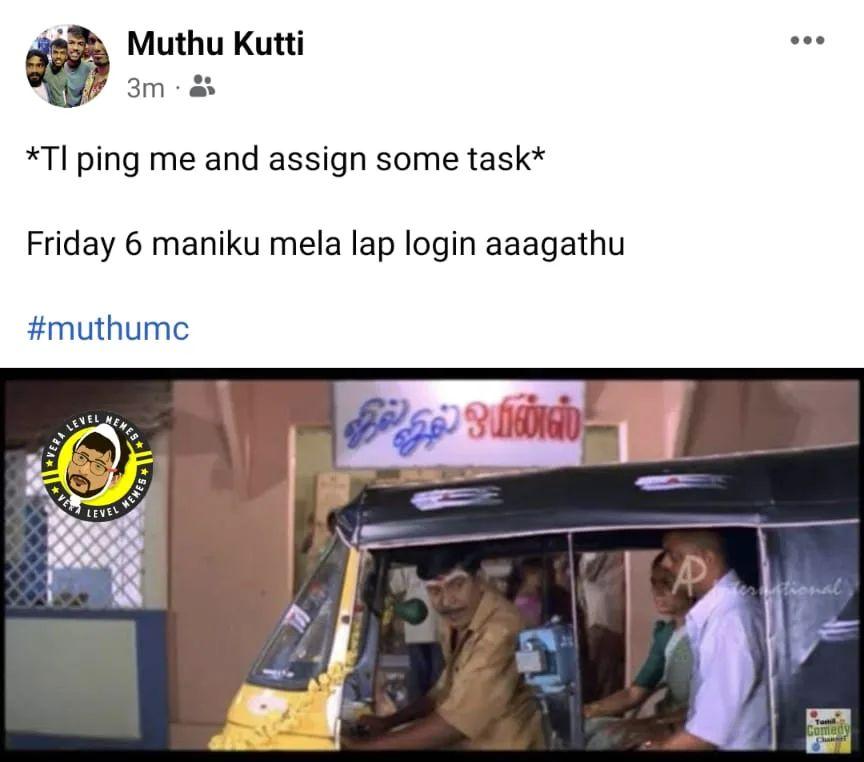 Muthu Kutti
3m ·
*Tl ping me and assign some task*
Friday 6 maniku mela lap login aaagathu
#muthumc
VERA LEVEL MEMES
VERA LEVEL MEMES
ஜில் ஜில் ஒயின்ஸ்
AP International
Tamil
Comedy
Channel